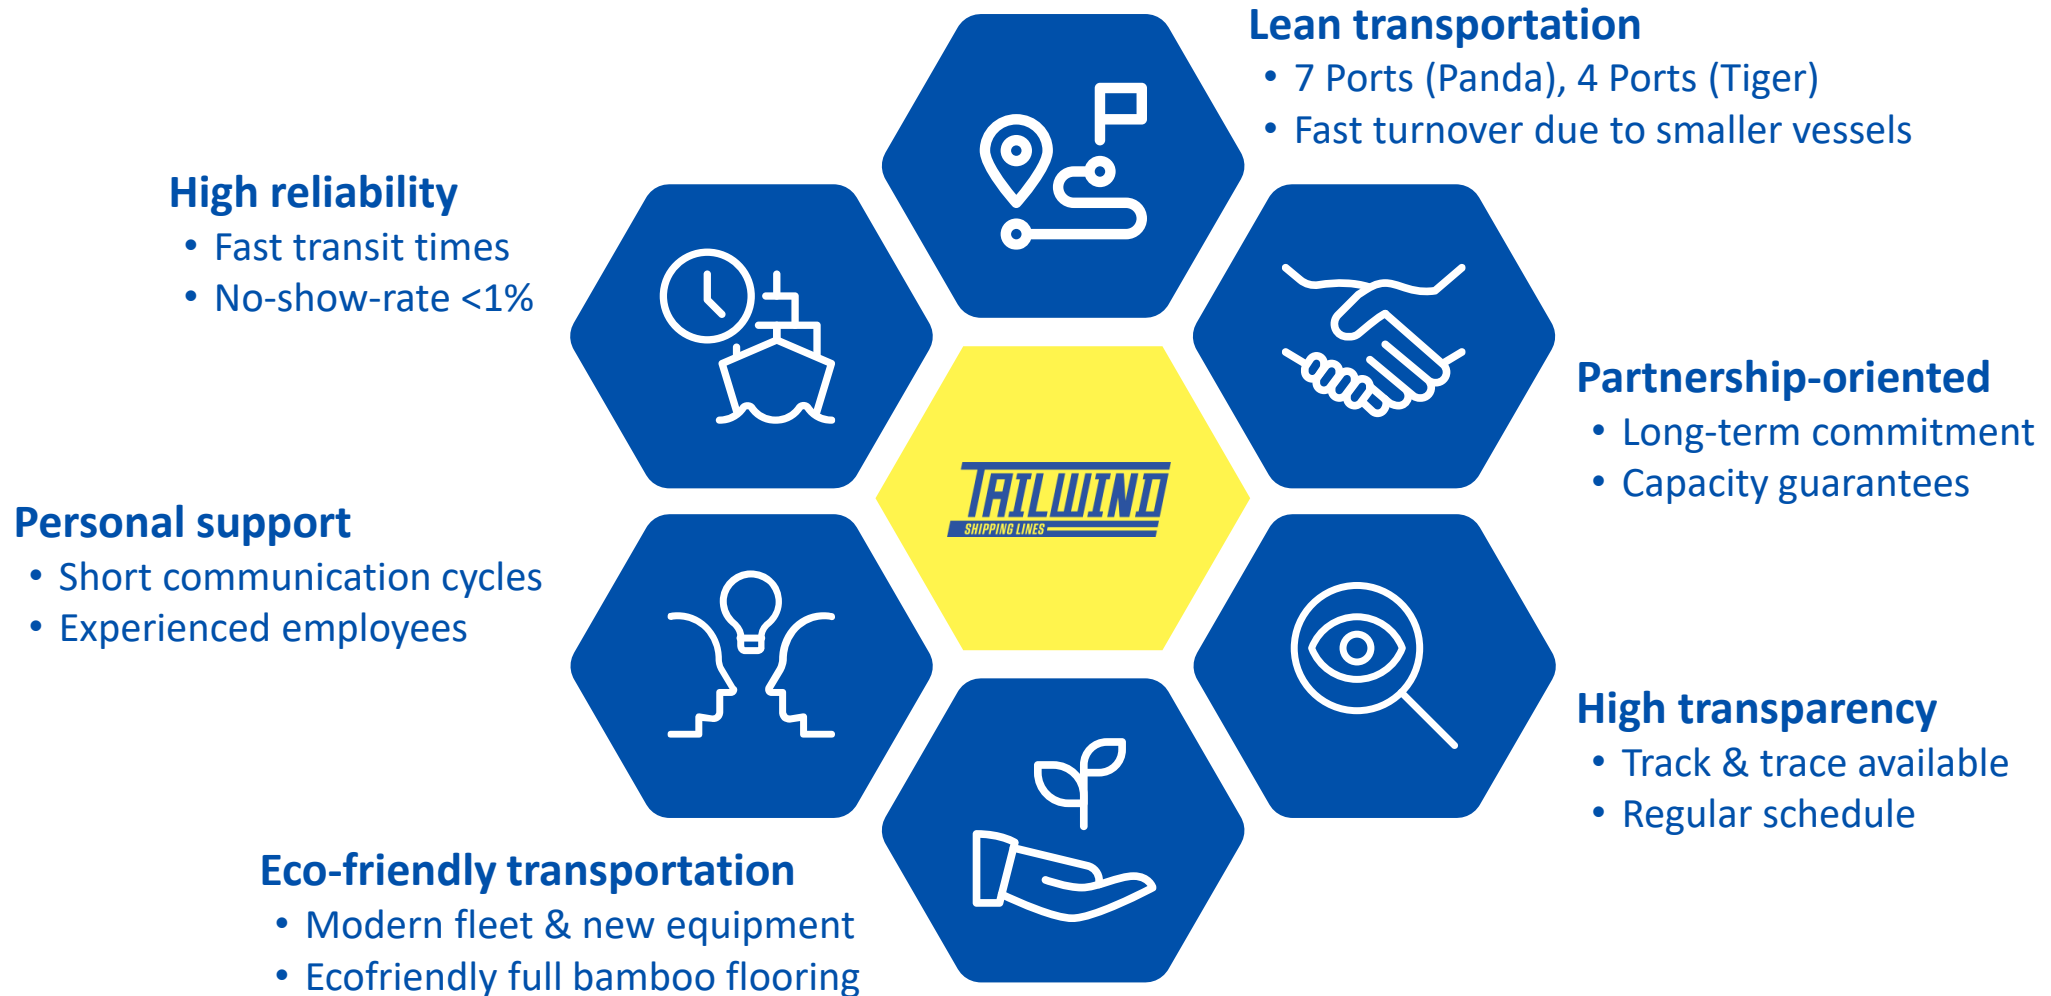 Lean transportation
• 7 Ports (Panda), 4 Ports (Tiger)
• Fast turnover due to smaller vessels
High reliability
• Fast transit times
• No-show-rate <1%
Partnership-oriented
• Long-term commitment
• Capacity guarantees
TAILWIND
SHIPPING LINES
Personal support
• Short communication cycles
• Experienced employees
High transparency
• Track & trace available
• Regular schedule
Eco-friendly transportation
• Modern fleet & new equipment
• Ecofriendly full bamboo flooring